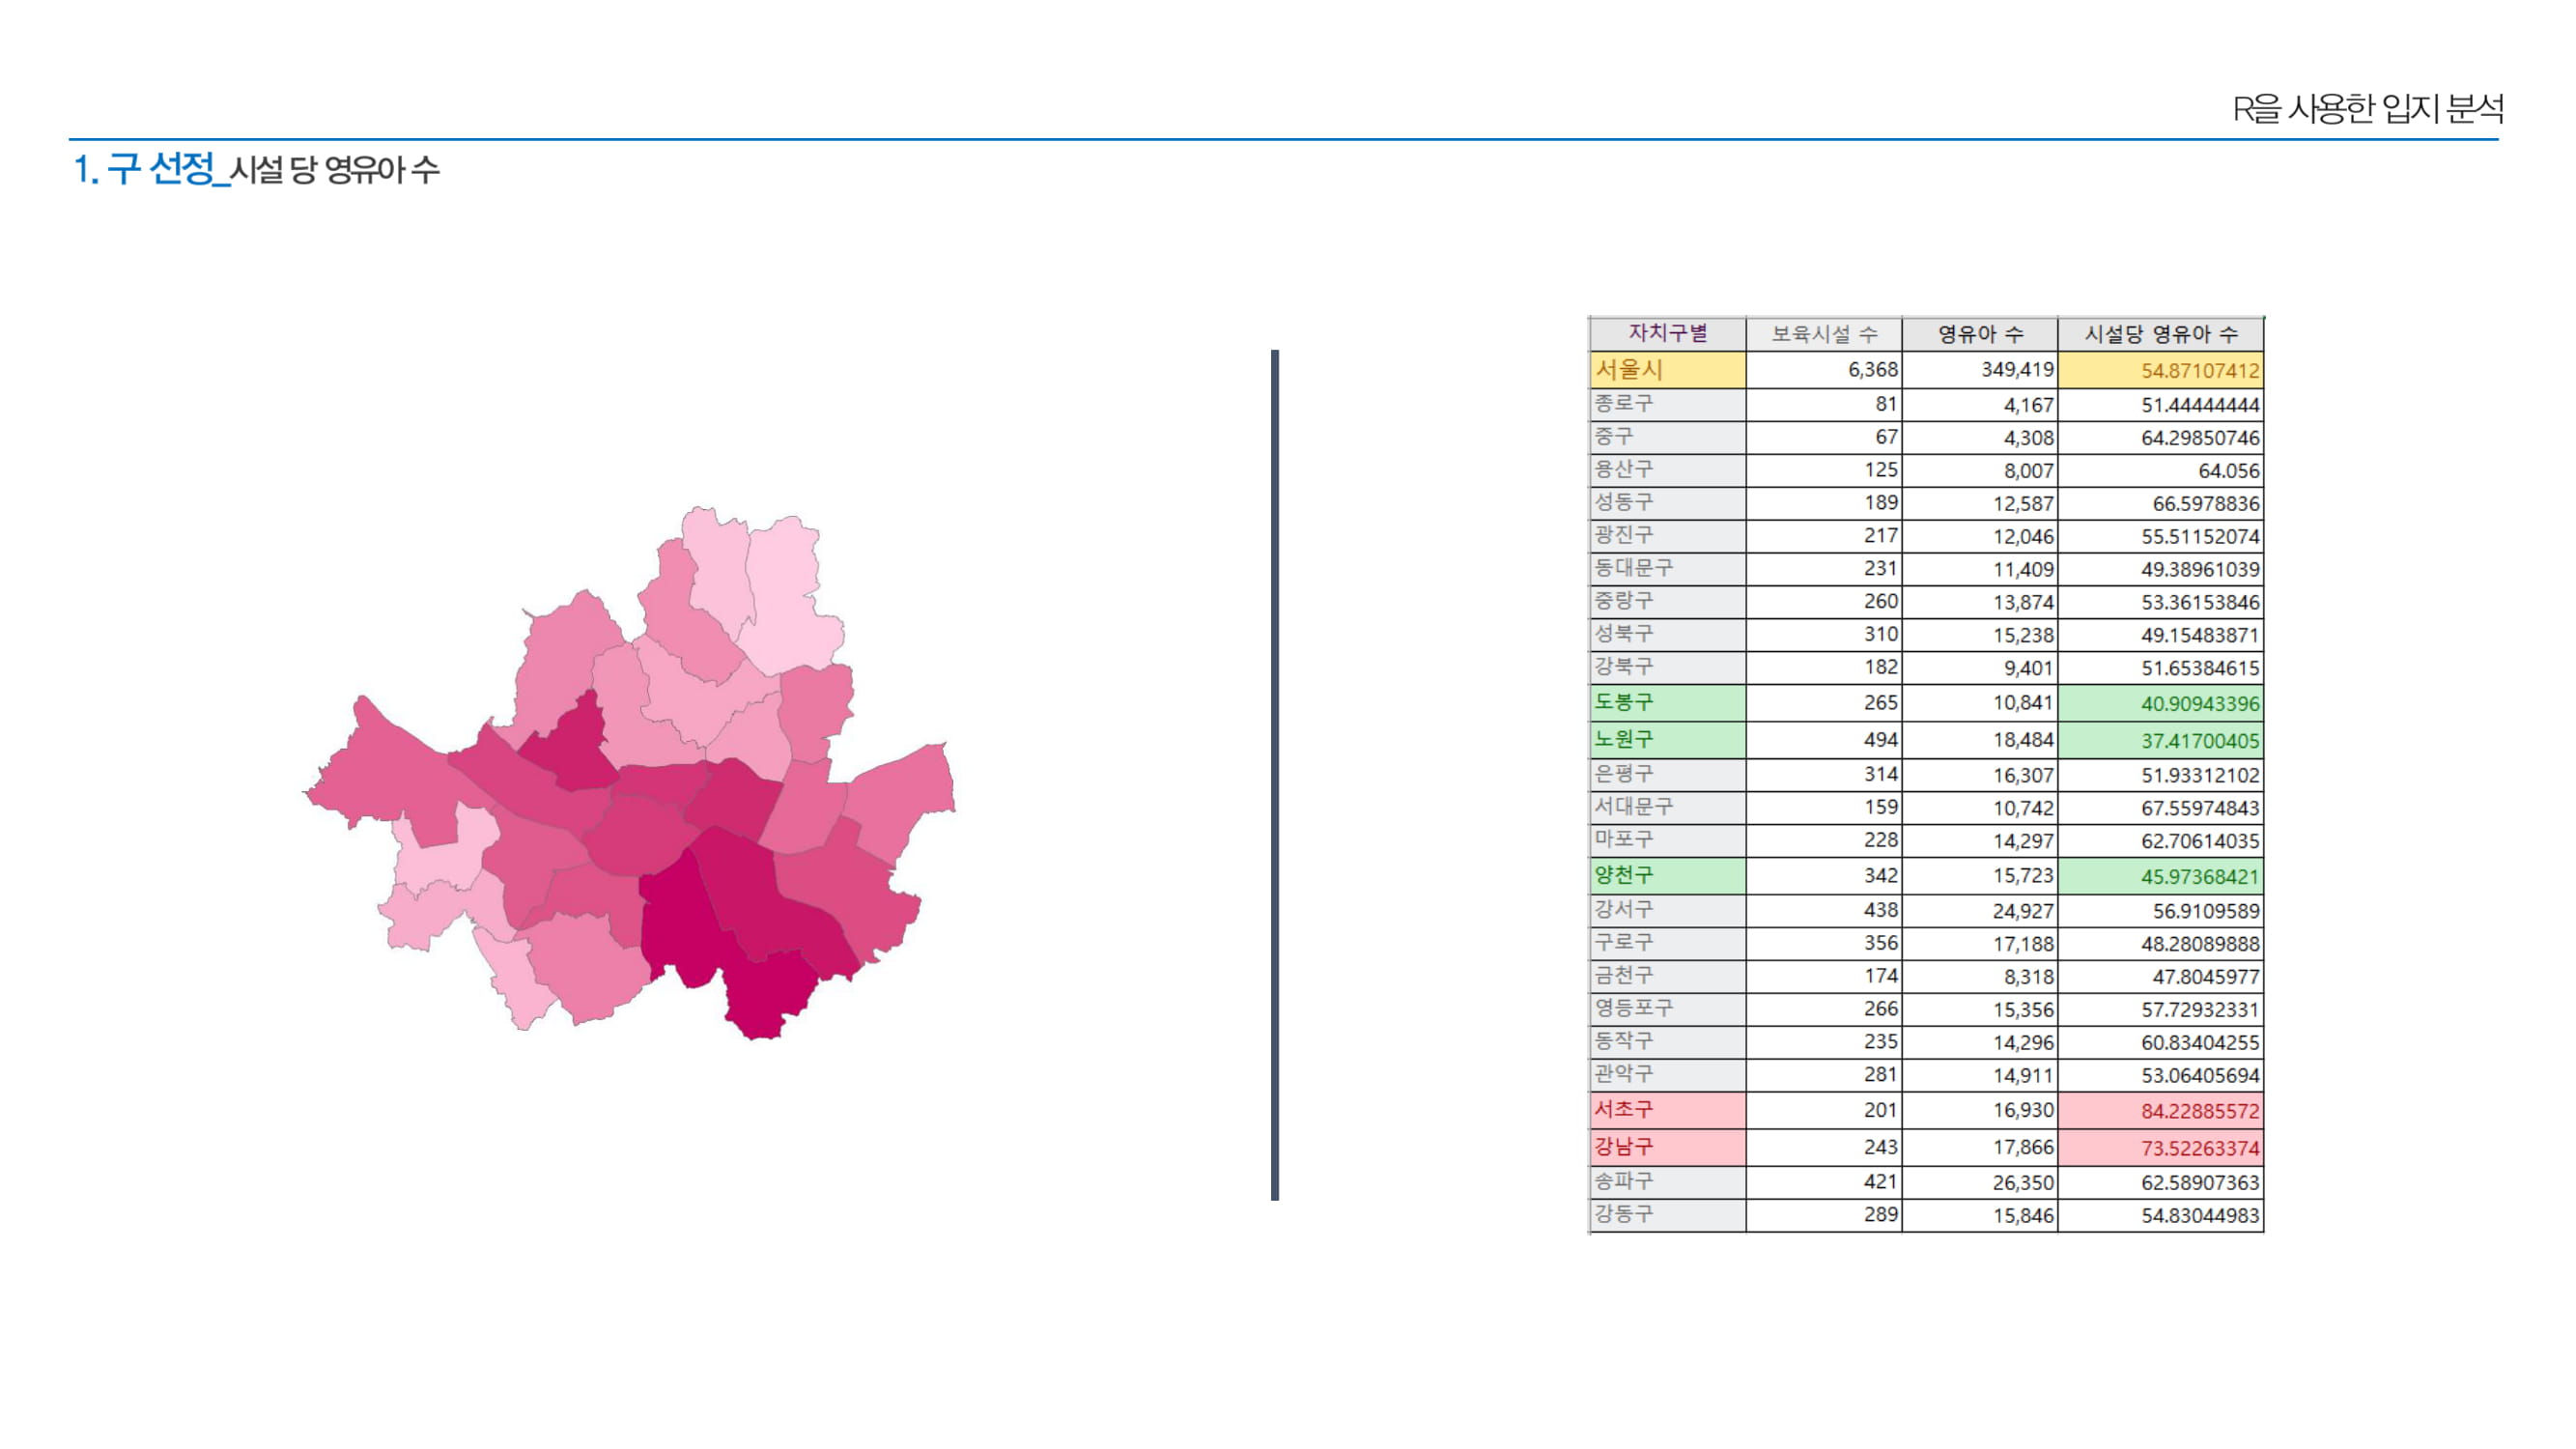 R을 사용한 입지 분석
1. 구 선정_시설 당 영유아 수
자치구별 보육시설 수 영유아 수 시설당 영유아 수
서울시 6,368 349,419 54.87107412
종로구 81 4,167 51.44444444
중구 67 4,308 64.29850746
용산구 125 8,007 64.056
성동구 189 12,587 66.5978836
광진구 217 12,046 55.51152074
동대문구 231 11,409 49.38961039
중랑구 260 13,874 53.36153846
성북구 310 15,238 49.15483871
강북구 182 9,401 51.65384615
도봉구 265 10,841 40.90943396
노원구 494 18,484 37.41700405
은평구 314 16,307 51.93312102
서대문구 159 10,742 67.55974843
마포구 228 14,297 62.70614035
양천구 342 15,723 45.97368421
강서구 438 24,927 56.9109589
구로구 356 17,188 48.28089888
금천구 174 8,318 47.8045977
영등포구 266 15,356 57.72932331
동작구 235 14,296 60.83404255
관악구 281 14,911 53.06405694
서초구 201 16,930 84.22885572
강남구 243 17,866 73.52263374
송파구 421 26,350 62.58907363
강동구 289 15,846 54.83044983